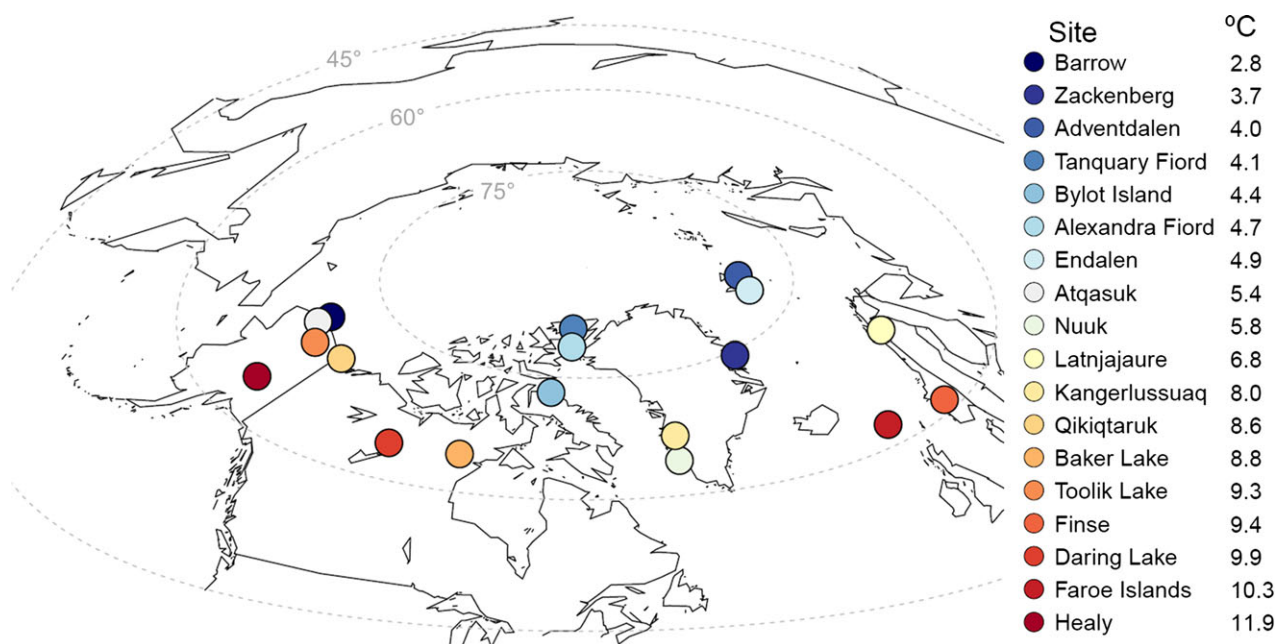 45°
60°
75°
Site ºC
Barrow 2.8
Zackenberg 3.7
Adventdalen 4.0
Tanquary Fiord 4.1
Bylot Island 4.4
Alexandra Fiord 4.7
Endalen 4.9
Atqasuk 5.4
Nuuk 5.8
Latnjajaure 6.8
Kangerlussuaq 8.0
Qikiqtaruk 8.6
Baker Lake 8.8
Toolik Lake 9.3
Finse 9.4
Daring Lake 9.9
Faroe Islands 10.3
Healy 11.9